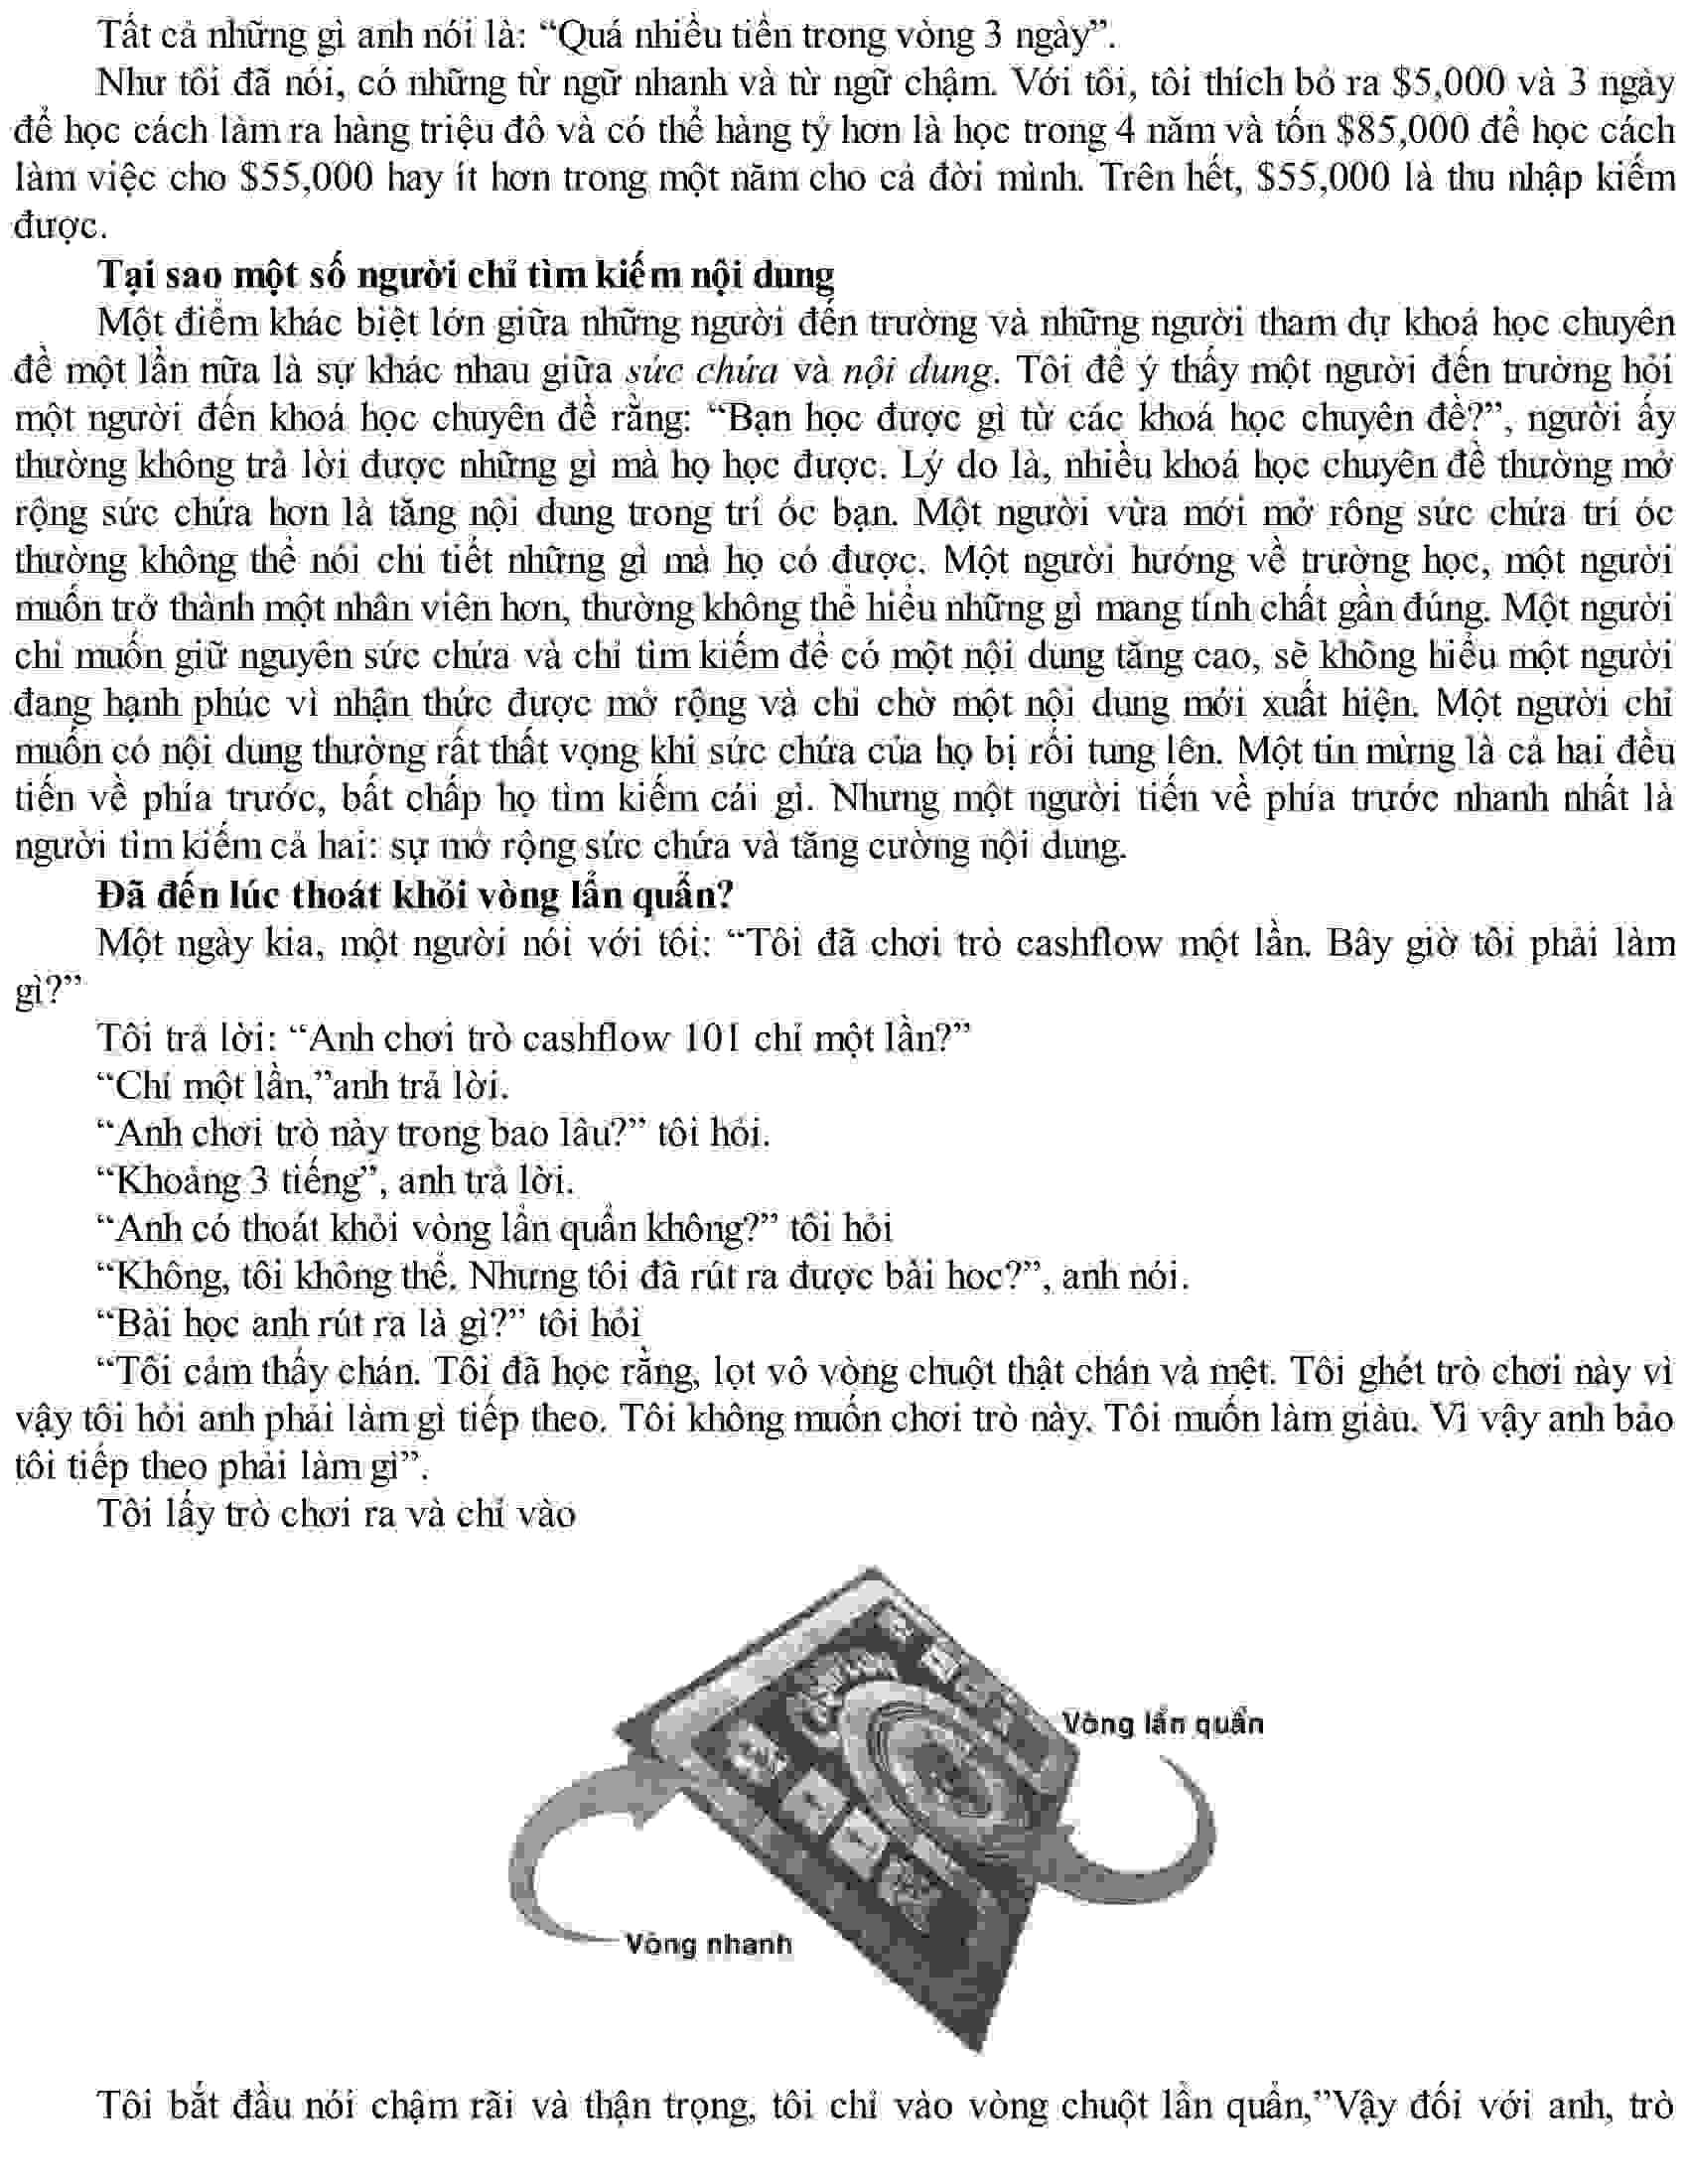 Tất cả những gì anh nói là: “Quá nhiều tiền trong vòng 3 ngày”.
Như tôi đã nói, có những từ ngữ nhanh và từ ngữ chậm. Với tôi, tôi thích bỏ ra $5,000 và 3 ngày
để học cách làm ra hàng triệu đô và có thể hàng tỷ hơn là học trong 4 năm và tốn $85,000 để học cách
làm việc cho $55,000 hay ít hơn trong một năm cho cả đời mình. Trên hết, $55,000 là thu nhập kiếm
được.
Tại sao một số người chỉ tìm kiếm nội dung
Một điểm khác biệt lớn giữa những người đến trường và những người tham dự khoá học chuyên
đề một lần nữa là sự khác nhau giữa sức chứa và nội dung. Tôi để ý thấy một người đến trường hỏi
một người đến khoá học chuyên đề rằng: “Bạn học được gì từ các khoá học chuyên đề?”, người ấy
thường không trả lời được những gì mà họ học được. Lý do là, nhiều khoá học chuyên đề thường mở
rộng sức chứa hơn là tăng nội dung trong trí óc bạn. Một người vừa mới mở rông sức chứa trí óc
thường không thể nói chi tiết những gì mà họ có được. Một người hướng về trường học, một người
muốn trở thành một nhân viên hơn, thường không thể hiểu những gì mang tính chất gần đúng. Một người
chỉ muốn giữ nguyên sức chứa và chỉ tìm kiếm để có một nội dung tăng cao, sẽ không hiểu một người
đang hạnh phúc vì nhận thức được mở rộng và chỉ chờ một nội dung mới xuất hiện. Một người chỉ
muốn có nội dung thường rất thất vọng khi sức chứa của họ bị rối tung lên. Một tin mừng là cả hai đều
tiến về phía trước, bất chấp họ tìm kiếm cái gì. Nhưng một người tiến về phía trước nhanh nhất là
người tìm kiếm cả hai: sự mở rộng sức chứa và tăng cường nội dung.
Đã đến lúc thoát khỏi vòng lẩn quẩn?
Một ngày kia, một người nói với tôi: “Tôi đã chơi trò cashflow một lần. Bây giờ tôi phải làm
gì?”
Tôi trả lời: “Anh chơi trò cashflow 101 chỉ một lần?”
“Chỉ một lần,”anh trả lời.
“Anh chơi trò này trong bao lâu?” tôi hỏi.
“Khoảng 3 tiếng”, anh trả lời.
“Anh có thoát khỏi vòng lẩn quẩn không?” tôi hỏi
“Không, tôi không thể. Nhưng tôi đã rút ra được bài hoc?”, anh nói.
“Bài học anh rút ra là gì?” tôi hỏi
“Tôi cảm thấy chán. Tôi đã học rằng, lọt vô vòng chuột thật chán và mệt. Tôi ghét trò chơi này vì
vậy tôi hỏi anh phải làm gì tiếp theo. Tôi không muốn chơi trò này. Tôi muốn làm giàu. Vì vậy anh bảo
tôi tiếp theo phải làm gì”.
Tôi lấy trò chơi ra và chỉ vào
Vòng lẩn quẩn
Vòng nhanh
Tôi bắt đầu nói chậm rãi và thận trọng, tôi chỉ vào vòng chuột lẩn quẩn,”Vậy đối với anh, trò